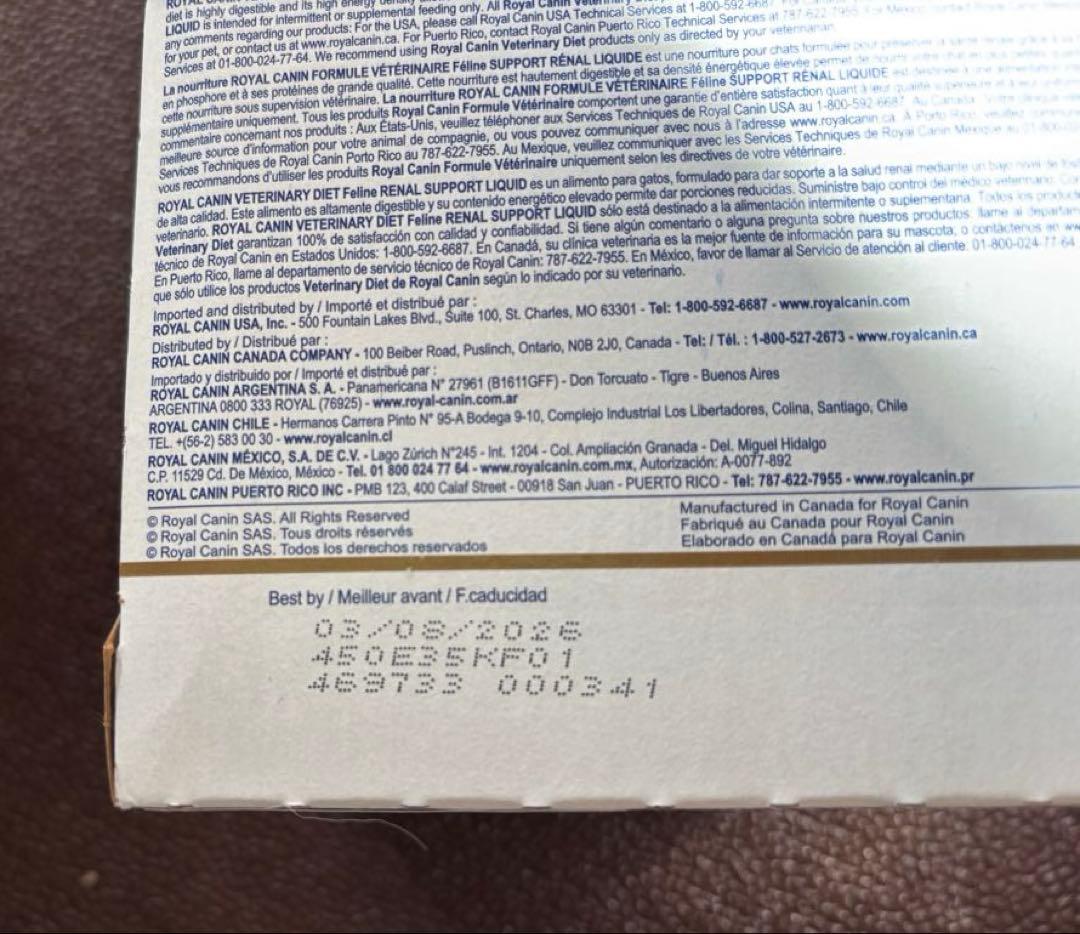 diet is highly digestible and its high energy density
LIQUID is intended for intermittent or supplemental feeding only. All Royal Canin Veterinary
any comments regarding our products: For the USA, please call Royal Canin USA Technical Services at 1-800-592-6687
for your pet, or contact us at www.royalcanin.ca. For Puerto Rico, contact Royal Canin Puerto Rico Technical Services at 787-622-7955
Services at 01-800-024-77-64. We recommend using Royal Canin Veterinary Diet products only as directed by your veterinarian.
La nourriture ROYAL CANIN FORMULE VÉTÉRINAIRE Féline SUPPORT RÉNAL LIQUIDE est une nourriture pour chats formulée pour préserver la santé rénale grâce à sa
en phosphore et à ses protéines de grande qualité. Cette nourriture est hautement digestible et sa densité énergétique élevée permet de
cette nourriture sous supervision vétérinaire. La nourriture ROYAL CANIN FORMULE VÉTÉRINAIRE Féline SUPPORT RÉNAL LIQUIDE est destinée à une alimentation
supplémentaire uniquement. Tous les produits Royal Canin Formule Vétérinaire comportent une garantie d'entière satisfaction quant à leur qualité supérieure et à leur
commentaire concernant nos produits : Aux États-Unis, veuillez téléphoner aux Services Techniques de Royal Canin USA au 1-800-592-6687. Au Canada
meilleure source d'information pour votre animal de compagnie, ou vous pouvez communiquer avec nous à l'adresse www.royalcanin.ca. À Porto Rico, veuillez
Services Techniques de Royal Canin Porto Rico au 787-622-7955. Au Mexique, veuillez communiquer avec les Services Techniques de Royal Canin Mexique au 01-800
vous recommandons d'utiliser les produits Royal Canin Formule Vétérinaire uniquement selon les directives de votre vétérinaire.
ROYAL CANIN VETERINARY DIET Feline RENAL SUPPORT LIQUID es un alimento para gatos, formulado para dar soporte a la salud renal mediante un bajo nivel de
de alta calidad. Este alimento es altamente digestible y su contenido energético elevado permite dar porciones reducidas. Suministre bajo control del médico veterinario.
veterinario. ROYAL CANIN VETERINARY DIET Feline RENAL SUPPORT LIQUID sólo está destinado a la alimentación intermitente o suplementaria. Todos los
Veterinary Diet garantizan 100% de satisfacción con calidad y confiabilidad. Si tiene algún comentario o alguna pregunta sobre nuestros productos: llame al
técnico de Royal Canin en Estados Unidos: 1-800-592-6687. En Canadá, su clínica veterinaria es la mejor fuente de información para su mascota, o contáctenos en
En Puerto Rico, llame al departamento de servicio técnico de Royal Canin: 787-622-7955. En México, favor de llamar al Servicio de atención al cliente: 01-800-024 77 64
que sólo utilice los productos Veterinary Diet de Royal Canin según lo indicado por su veterinario.
Imported and distributed by / Importé et distribué par :
ROYAL CANIN USA, Inc. - 500 Fountain Lakes Blvd., Suite 100, St. Charles, MO 63301 - Tel: 1-800-592-6687 - www.royalcanin.com
Distributed by / Distribué par :
ROYAL CANIN CANADA COMPANY - 100 Beiber Road, Puslinch, Ontario, N0B 2J0, Canada - Tel: / Tél. : 1-800-527-2673 - www.royalcanin.ca
Importado y distribuido por / Importé et distribué par :
ROYAL CANIN ARGENTINA S. A. - Panamericana N° 27961 (B1611GFF) - Don Torcuato - Tigre - Buenos Aires
ARGENTINA 0800 333 ROYAL (76925) - www.royal-canin.com.ar
ROYAL CANIN CHILE - Hermanos Carrera Pinto N° 95-A Bodega 9-10, Complejo Industrial Los Libertadores, Colina, Santiago, Chile
TEL. +(56-2) 583 00 30 - www.royalcanin.cl
ROYAL CANIN MÉXICO, S.A. DE C.V. - Lago Zürich N°245 - Int. 1204 - Col. Ampliación Granada - Del. Miguel Hidalgo
C.P. 11529 Cd. De México, México - Tel. 01 800 024 77 64 - www.royalcanin.com.mx, Autorización: A-0077-892
ROYAL CANIN PUERTO RICO INC - PMB 123, 400 Calaf Street - 00918 San Juan - PUERTO RICO - Tel: 787-622-7955 - www.royalcanin.pr
© Royal Canin SAS. All Rights Reserved
© Royal Canin SAS. Tous droits réservés
© Royal Canin SAS. Todos los derechos reservados
Manufactured in Canada for Royal Canin
Fabriqué au Canada pour Royal Canin
Elaborado en Canadá para Royal Canin
Best by / Meilleur avant / F.caducidad
03/08/2026
450E35KF01
469733 000341